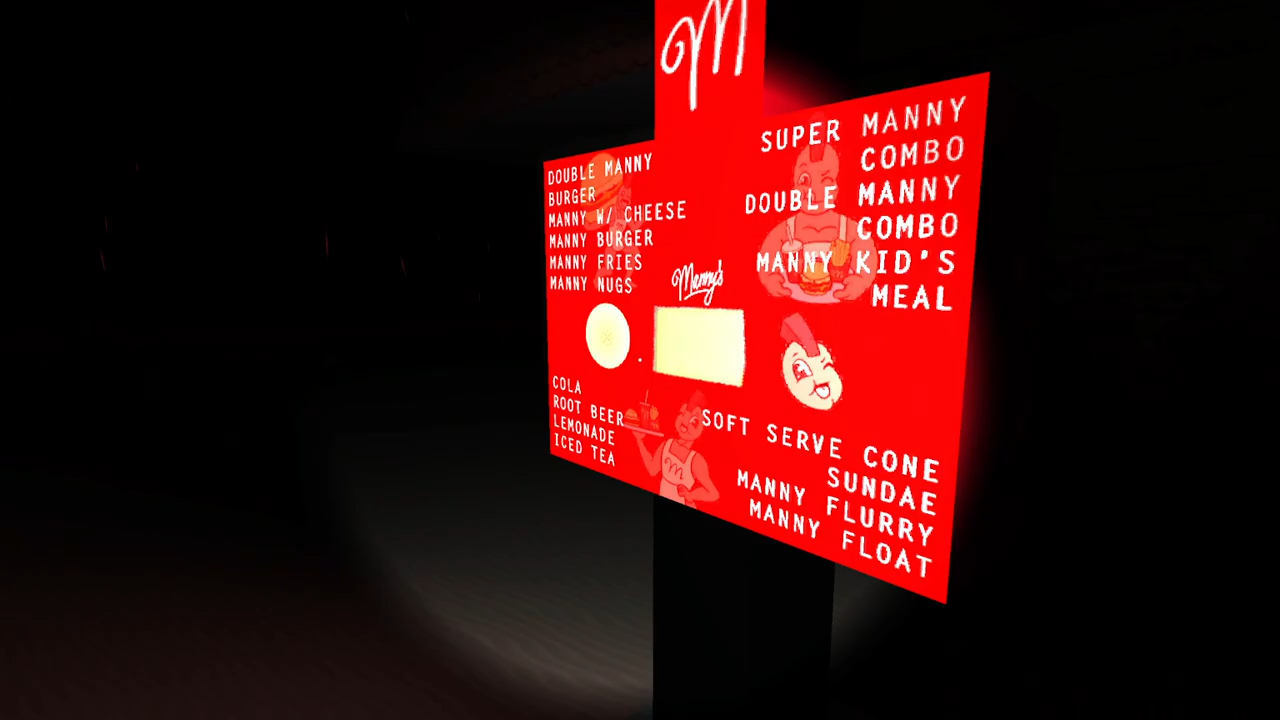 M
DOUBLE MANNY
BURGER
MANNY W/ CHEESE
MANNY BURGER
MANNY FRIES
MANNY NUGS
SUPER MANNY
COMBO
DOUBLE MANNY
COMBO
MANNY KID'S
MEAL
Manny's
COLA
ROOT BEER
LEMONADE
ICED TEA
SOFT SERVE CONE
SUNDAE
MANNY FLURRY
MANNY FLOAT
m